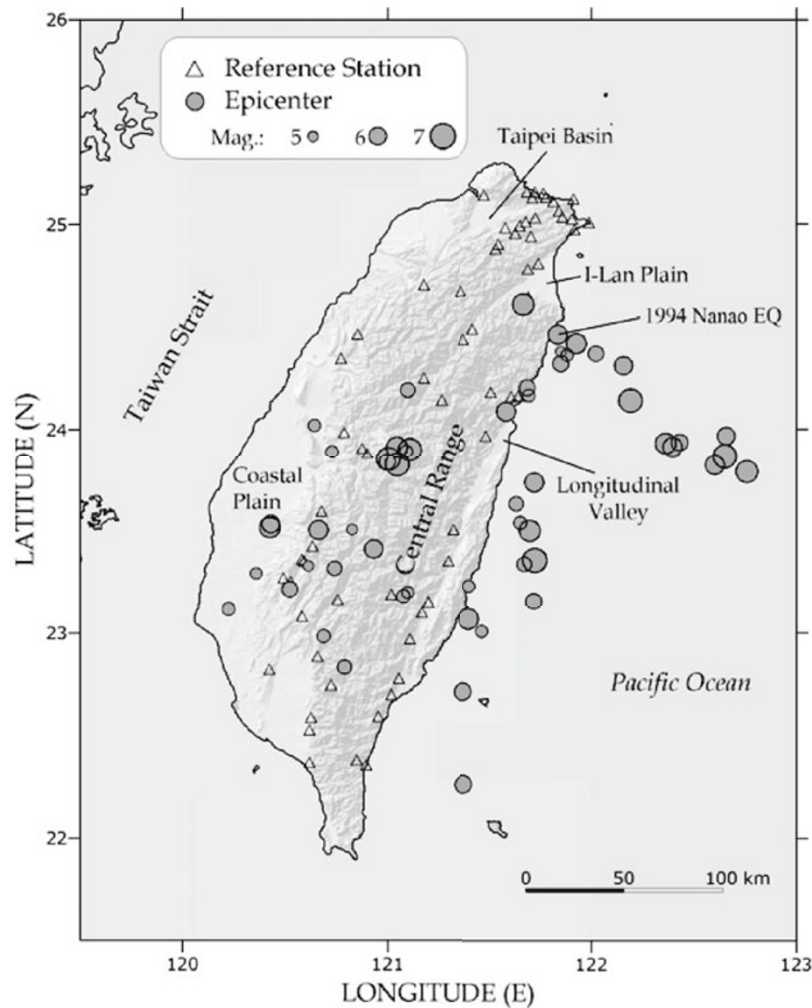 26
Reference Station
Epicenter
Mag.: 5 6 7
Taipei Basin
25
I-Lan Plain
1994 Nanao EQ
Taiwan Strait
24
Coastal
Plain
Central Range
Longitudinal
Valley
23
Pacific Ocean
22
0 50 100 km
120 121 122 123
LATITUDE (N)
LONGITUDE (E)